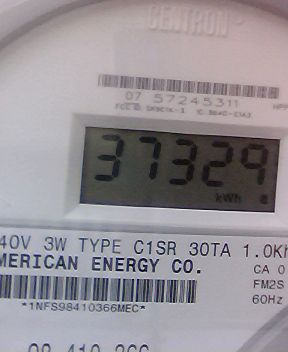 CENTRON
07 57245311
37329
kWh
40V 3W TYPE C1SR 30TA 1.0Kh
MERICAN ENERGY CO.
CA 0
FM2S
60Hz
*1NFS98410366MEC*